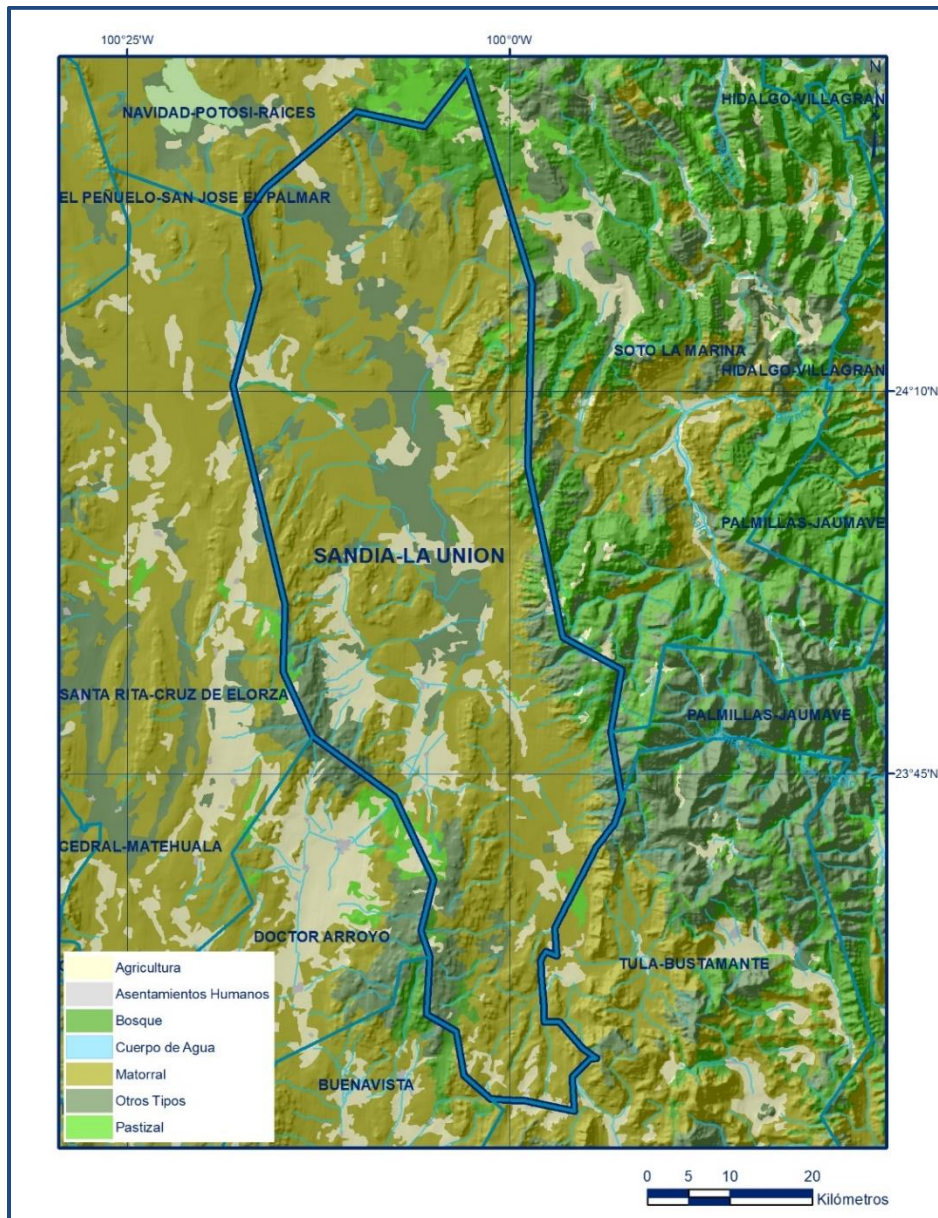 100°25'W
100°0'W
N
HIDALGO-VILLAGRAN
NAVIDAD-POTOSI-RAICES
EL PEÑUELO-SAN JOSE EL PALMAR
SOTO LA MARINA
HIDALGO-VILLAGRAN
24°10'N
PALMILLAS-JAUMAVE
SANDIA-LA UNION
SANTA RITA-CRUZ DE ELORZA
PALMILLAS-JAUMAVE
23°45'N
CEDRAL-MATEHUALA
DOCTOR ARROYO
TULA-BUSTAMANTE
BUENAVISTA
Agricultura
Asentamientos Humanos
Bosque
Cuerpo de Agua
Matorral
Otros Tipos
Pastizal
0 5 10 20
Kilómetros